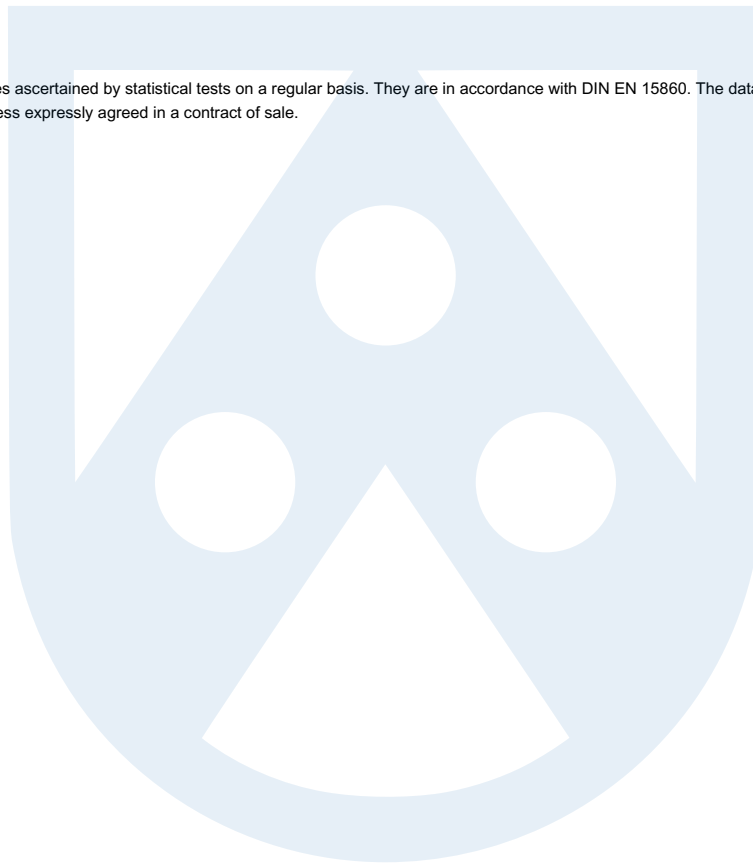 es ascertained by statistical tests on a regular basis. They are in accordance with DIN EN 15860. The data
ess expressly agreed in a contract of sale.